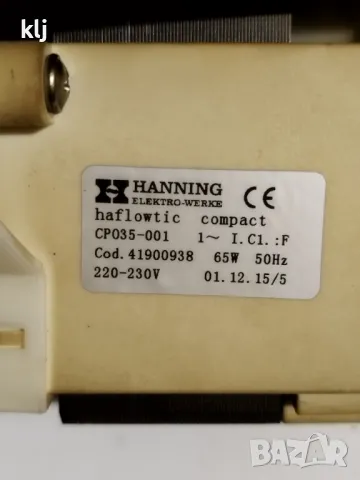 klj
HANNING
ELEKTRO-WERKE
CE
haflowtic compact
CP035-001 1~ I.C1.:F
Cod.41900938 65W 50Hz
220-230V 01.12.15/5
BAZAR